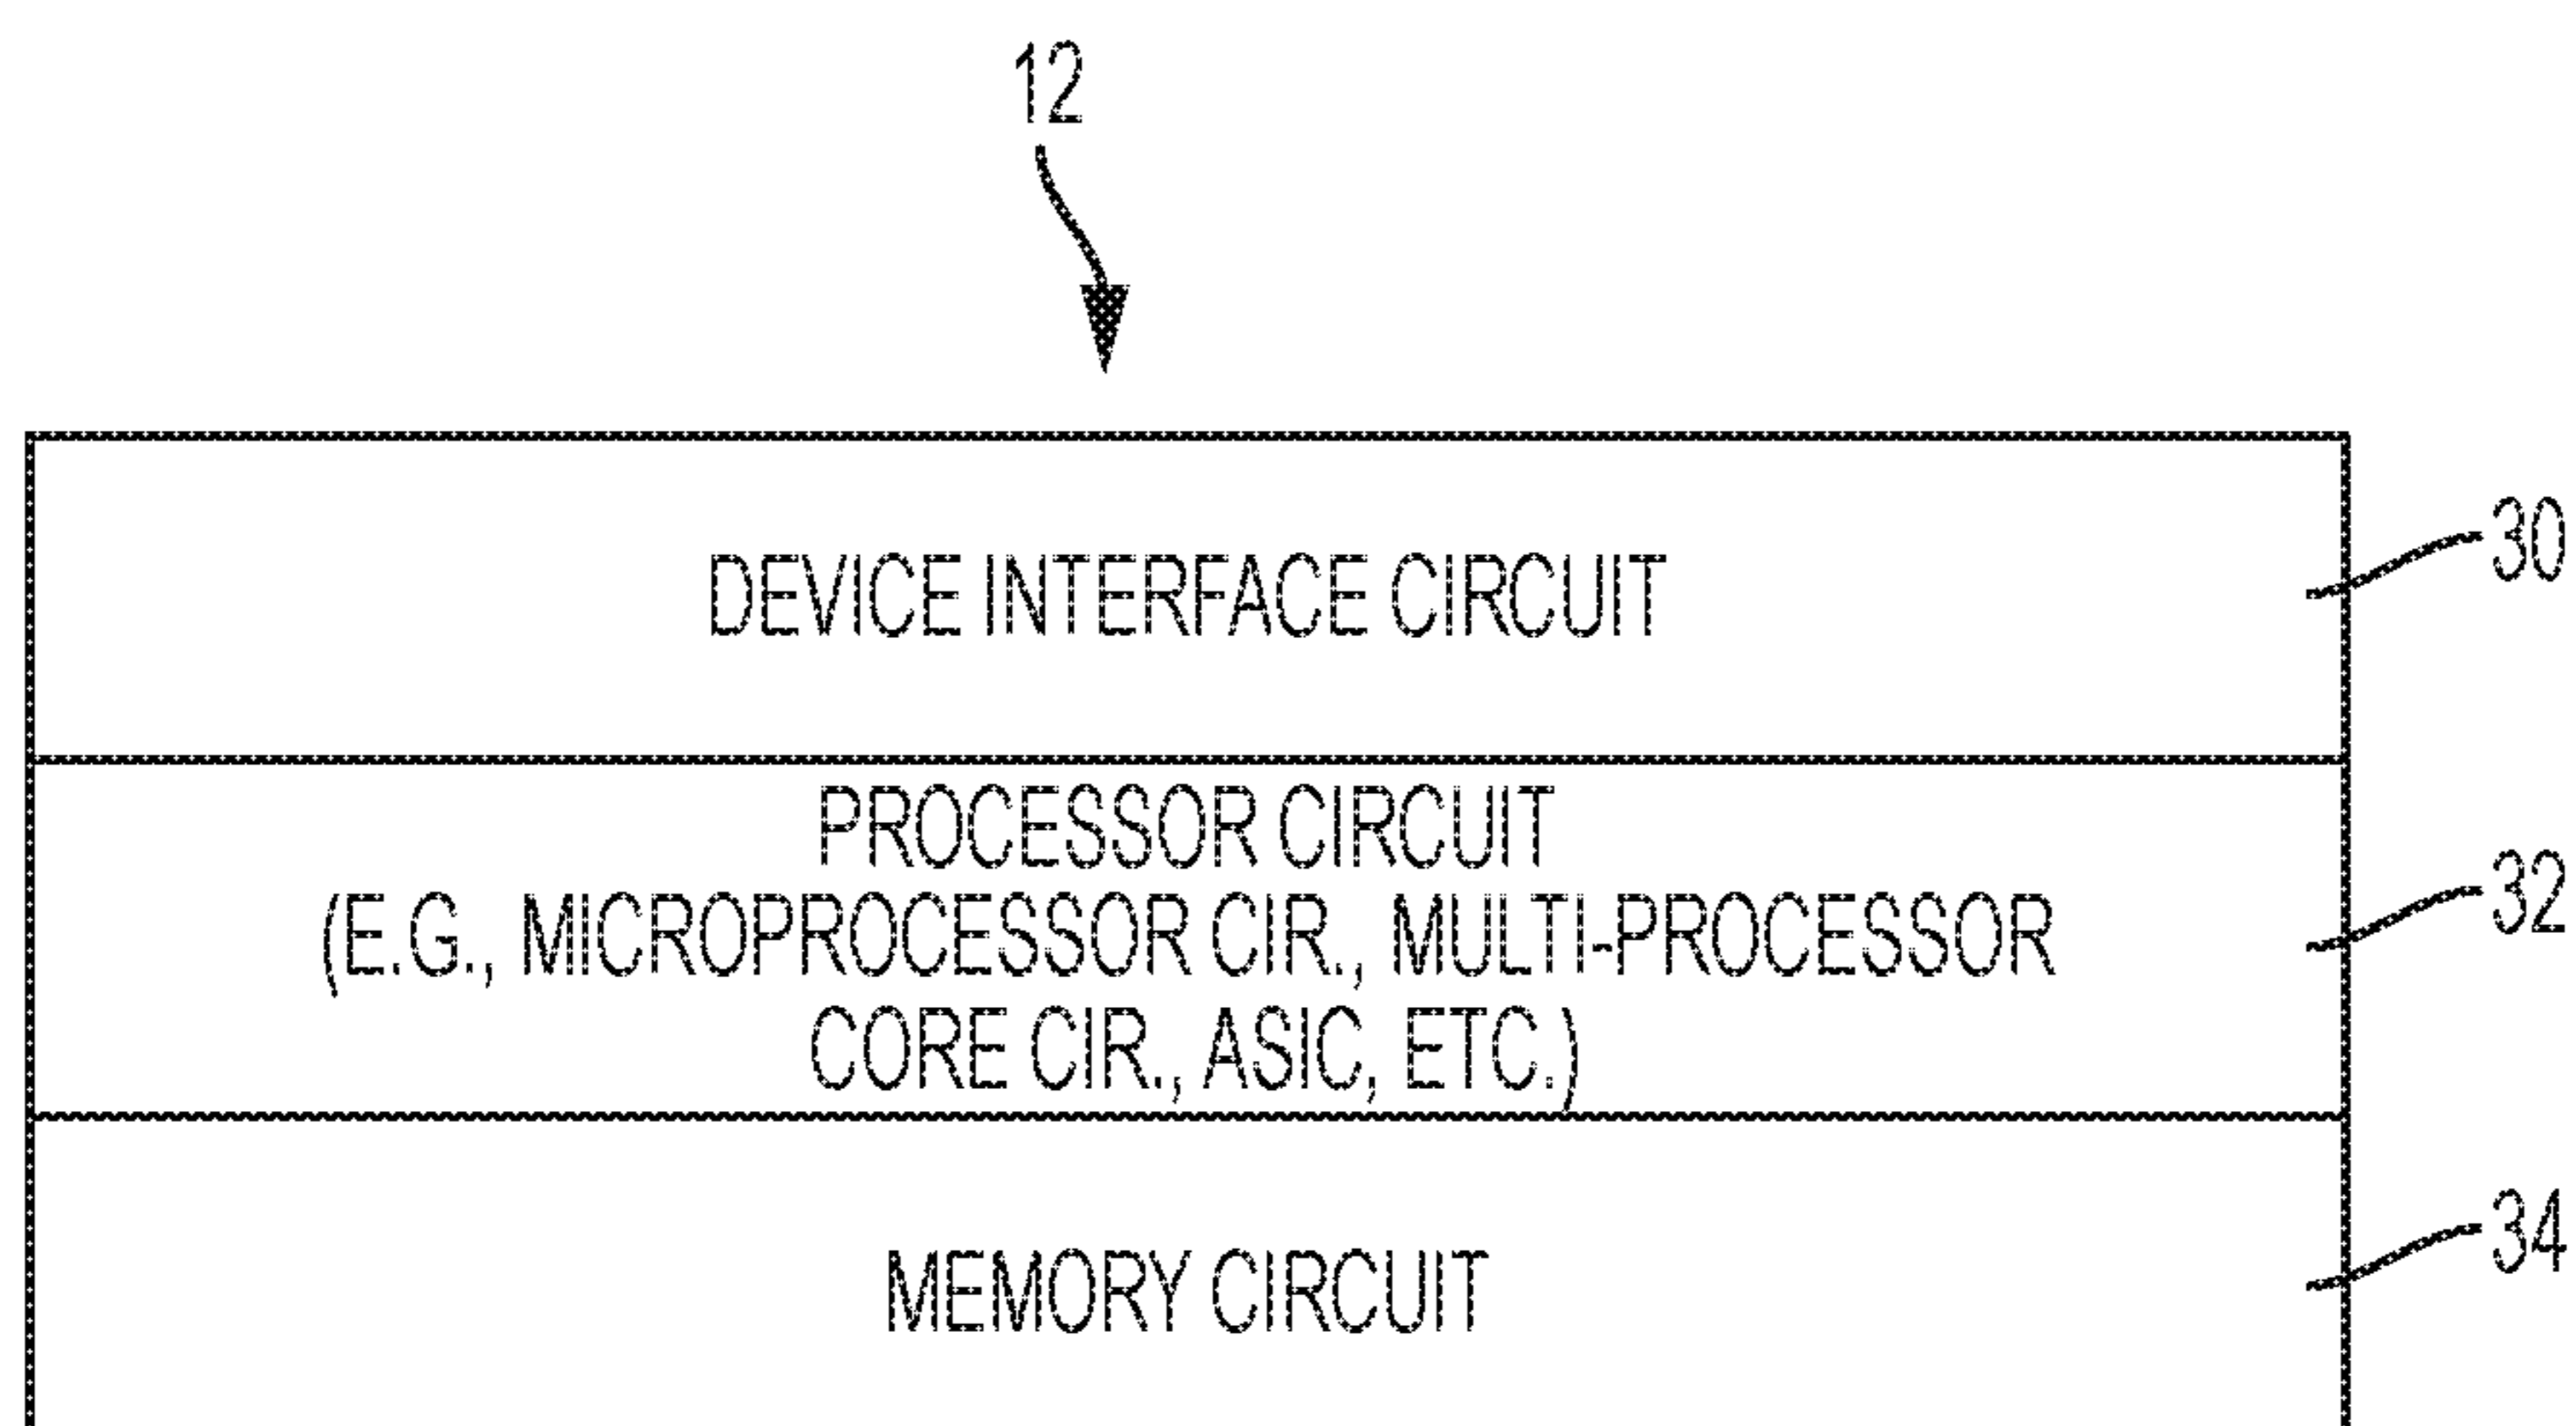 12
DEVICE INTERFACE CIRCUIT
30
PROCESSOR CIRCUIT
(E.G., MICROPROCESSOR CIR., MULTI-PROCESSOR
CORE CIR., ASIC, ETC.)
32
MEMORY CIRCUIT
34